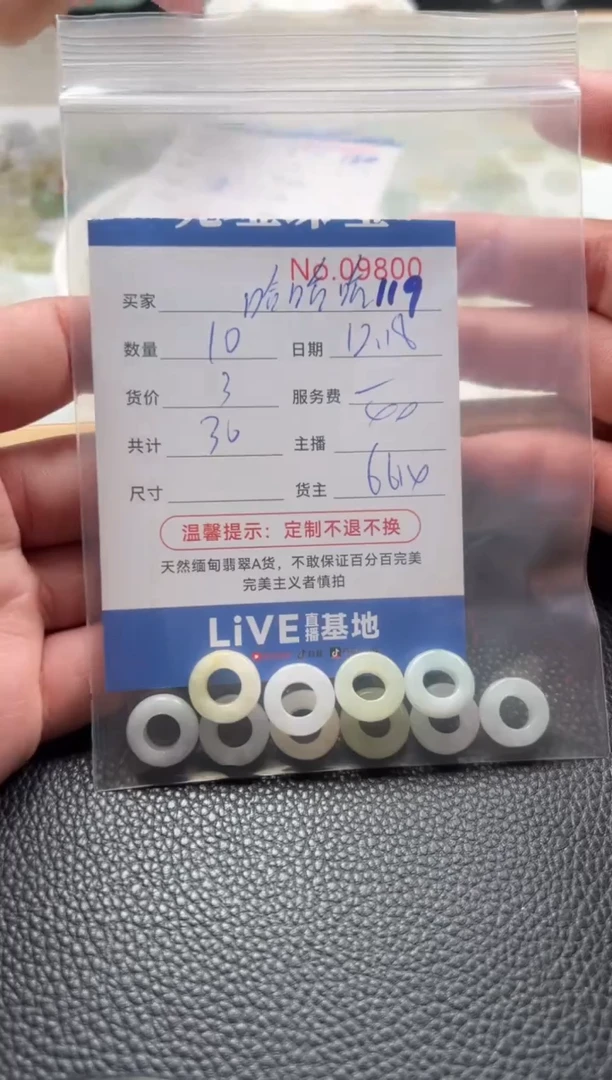 No.09800
买家 哈哈哈119
数量 10 日期 12.18
货价 3 服务费
共计 30 主播
尺寸 货主
温馨提示：定制不退不换
天然缅甸翡翠A货，不敢保证百分百完美
完美主义者慎拍
LiVE直播基地